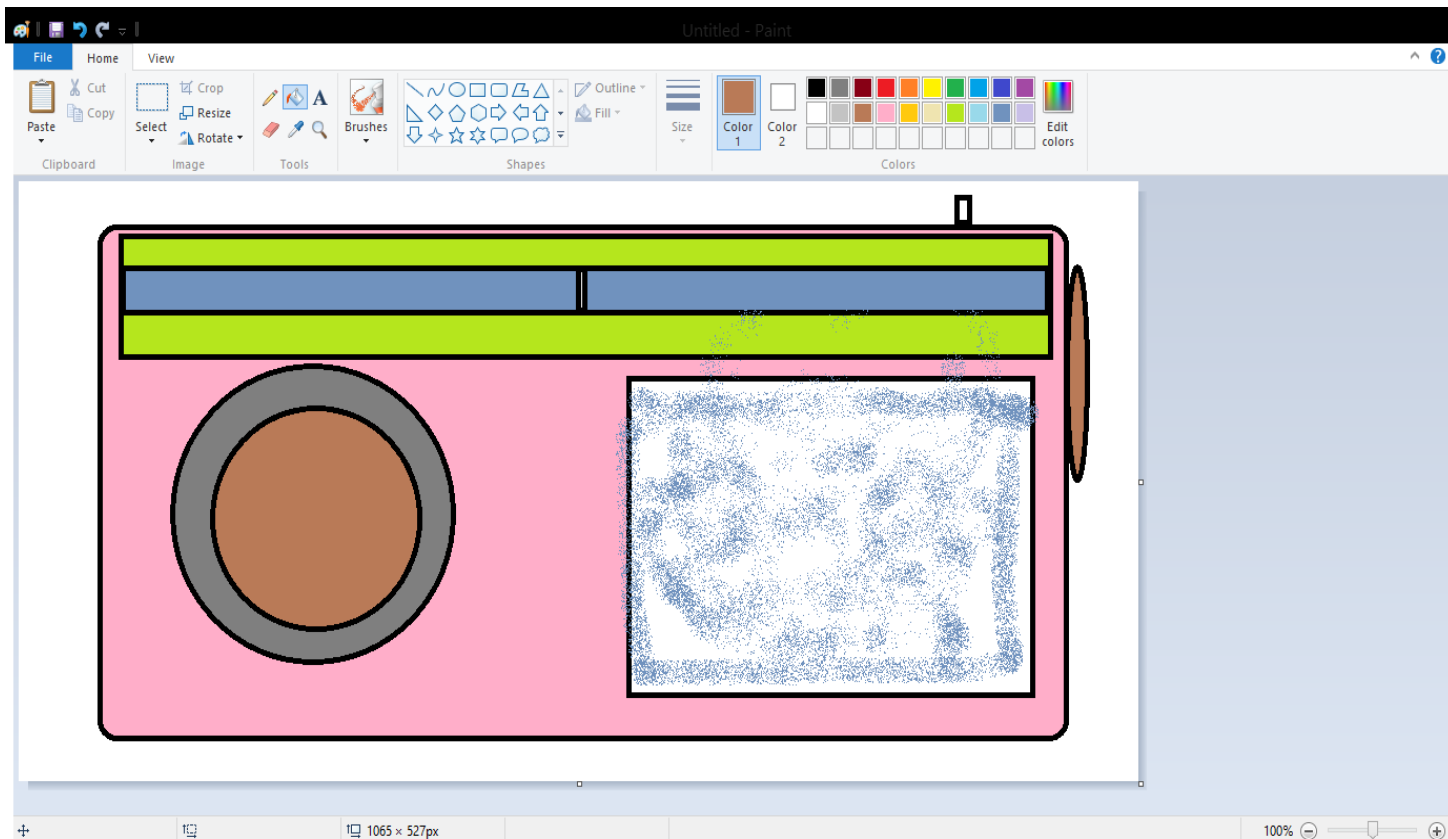 Untitled - Paint
File Home View
Cut
Copy
Paste
Clipboard
Crop
Resize
Rotate
Select
Image
A
Tools
Brushes
Outline
Fill
Shapes
Size
Color 1
Color 2
Edit colors
Colors
1065 × 527px
100%